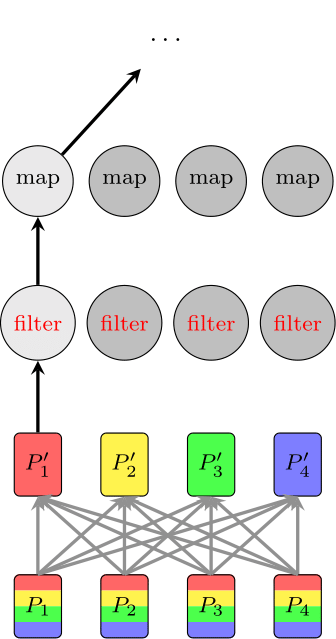 ...
map map map map
filter filter filter filter
P′1 P′2 P′3 P′4
P1 P2 P3 P4